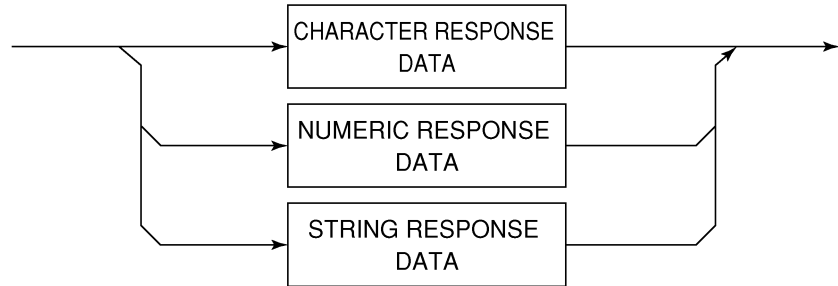 CHARACTER RESPONSE
DATA
NUMERIC RESPONSE
DATA
STRING RESPONSE
DATA